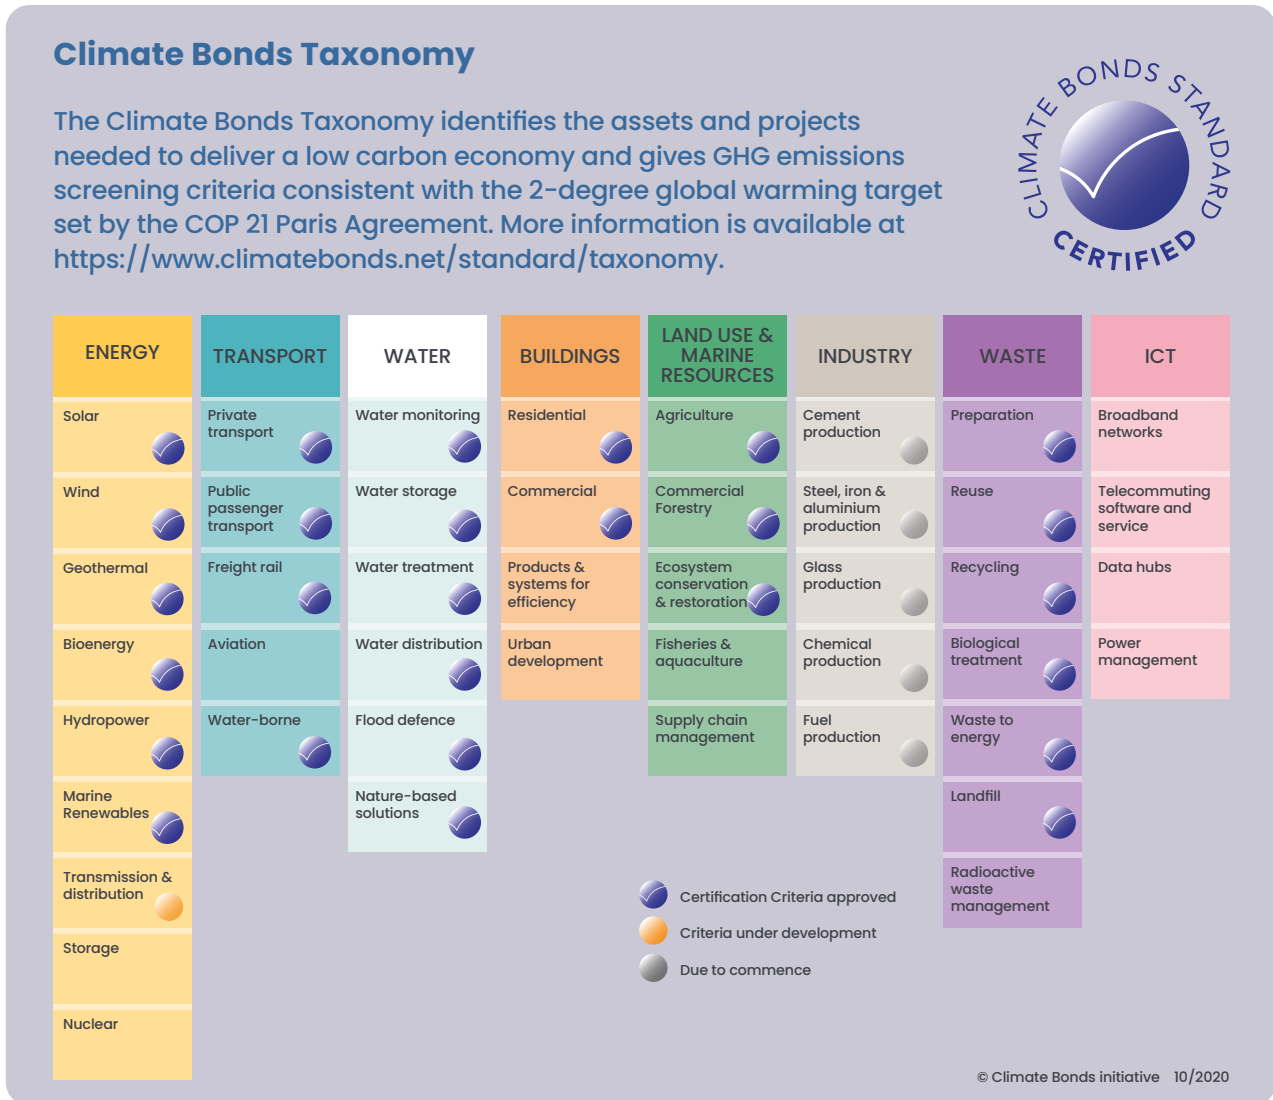 Climate Bonds Taxonomy
The Climate Bonds Taxonomy identifies the assets and projects
needed to deliver a low carbon economy and gives GHG emissions
screening criteria consistent with the 2-degree global warming target
set by the COP 21 Paris Agreement. More information is available at
https://www.climatebonds.net/standard/taxonomy.
CLIMATE BONDS STANDARD
CERTIFIED
ENERGY
Solar
Wind
Geothermal
Bioenergy
Hydropower
Marine
Renewables
Transmission &
distribution
Storage
Nuclear
TRANSPORT
Private
transport
Public
passenger
transport
Freight rail
Aviation
Water-borne
WATER
Water monitoring
Water storage
Water treatment
Water distribution
Flood defence
Nature-based
solutions
BUILDINGS
Residential
Commercial
Products &
systems for
efficiency
Urban
development
LAND USE &
MARINE
RESOURCES
Agriculture
Commercial
Forestry
Ecosystem
conservation
& restoration
Fisheries &
aquaculture
Supply chain
management
INDUSTRY
Cement
production
Steel, iron &
aluminium
production
Glass
production
Chemical
production
Fuel
production
WASTE
Preparation
Reuse
Recycling
Biological
treatment
Waste to
energy
Landfill
Radioactive
waste
management
ICT
Broadband
networks
Telecommuting
software and
service
Data hubs
Power
management
Certification Criteria approved
Criteria under development
Due to commence
© Climate Bonds initiative 10/2020